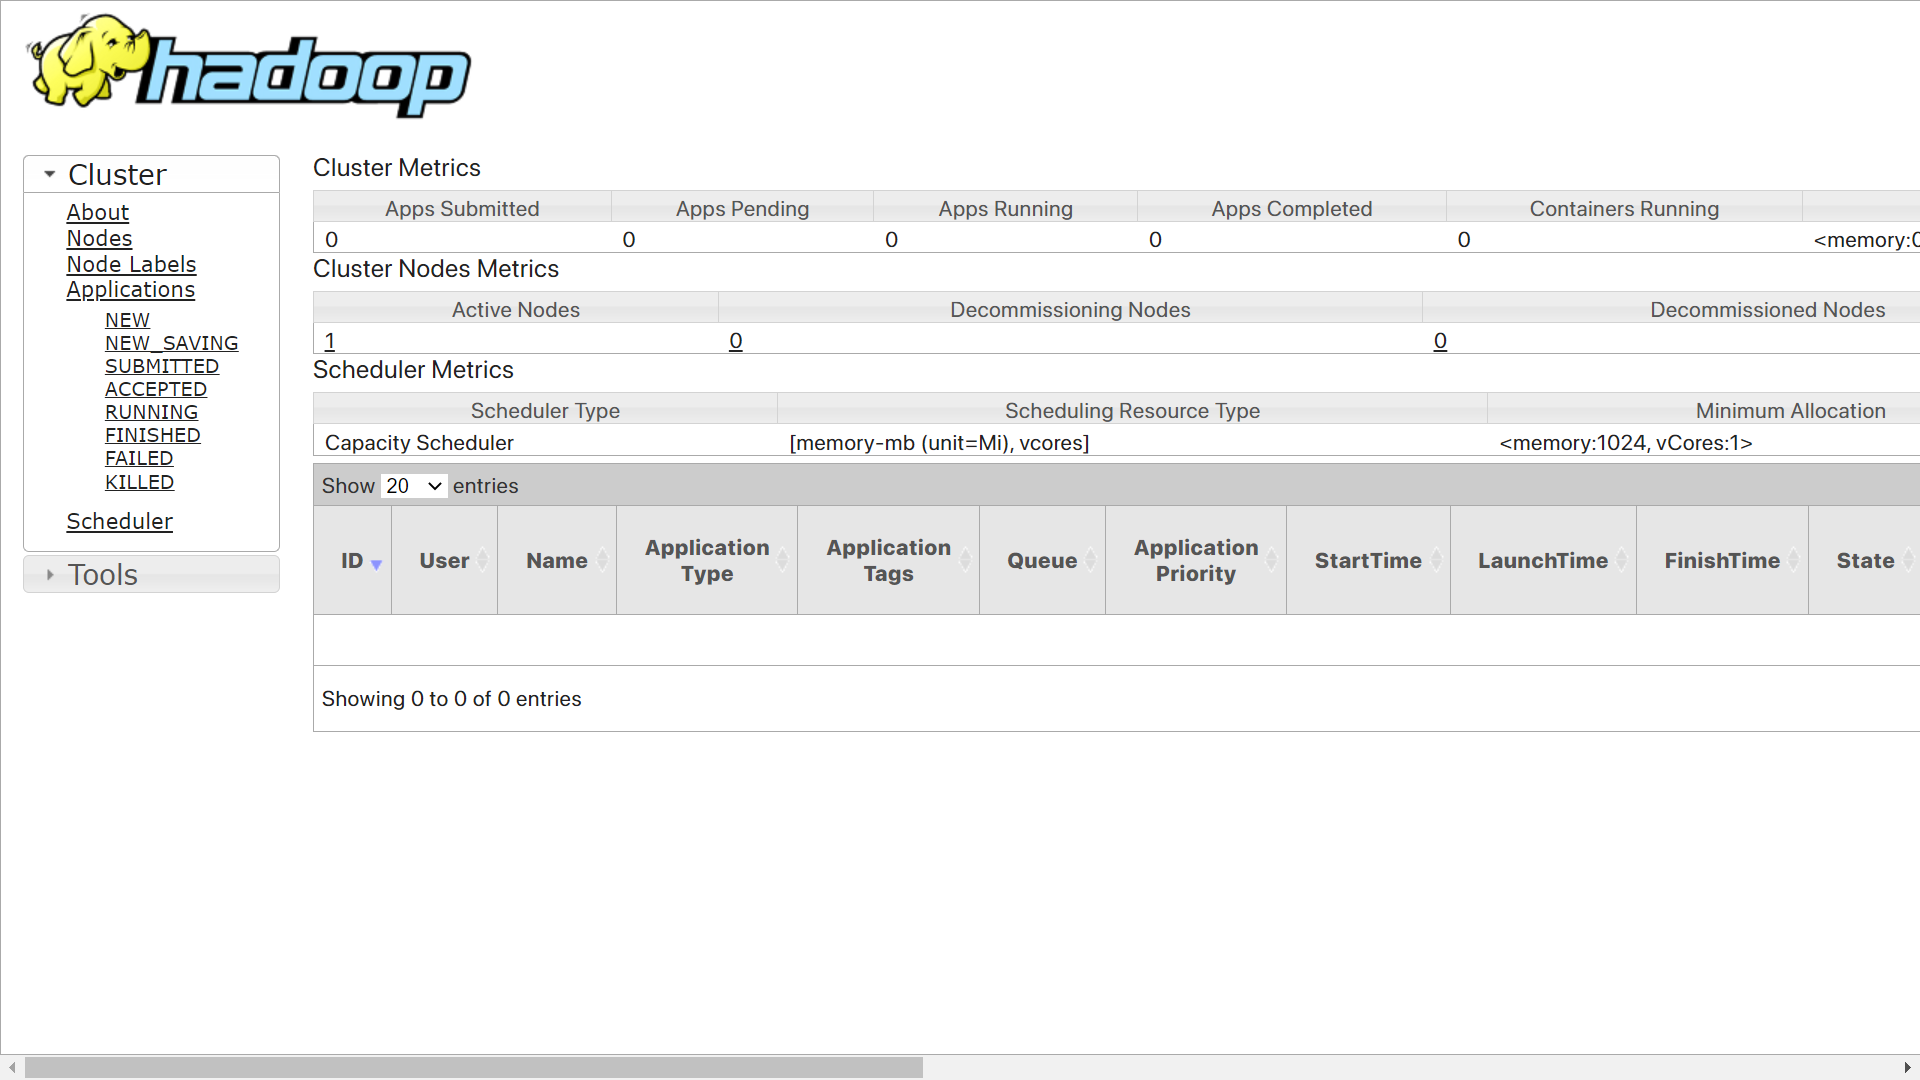 hadoop
Cluster
About
Nodes
Node Labels
Applications
NEW
NEW_SAVING
SUBMITTED
ACCEPTED
RUNNING
FINISHED
FAILED
KILLED
Scheduler
Tools
Cluster Metrics
Apps Submitted Apps Pending Apps Running Apps Completed Containers Running
0 0 0 0 0 <memory:0
Cluster Nodes Metrics
Active Nodes Decommissioning Nodes Decommissioned Nodes
1 0 0
Scheduler Metrics
Scheduler Type Scheduling Resource Type Minimum Allocation
Capacity Scheduler [memory-mb (unit=Mi), vcores] <memory:1024, vCores:1>
Show 20 entries
ID User Name Application Type Application Tags Queue Application Priority StartTime LaunchTime FinishTime State
Showing 0 to 0 of 0 entries